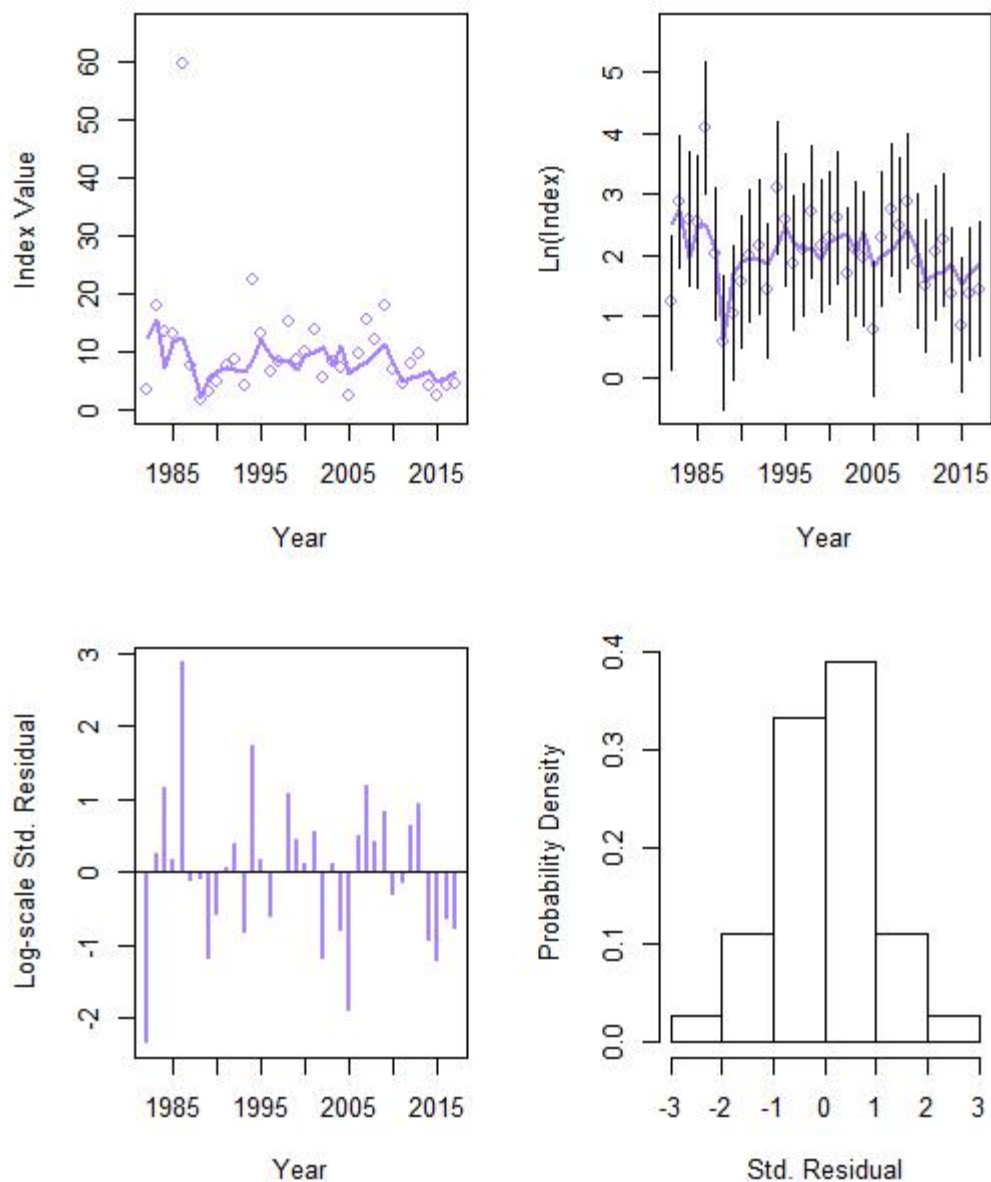 Index Value
0 10 20 30 40 50 60
1985 1995 2005 2015
Year
Ln(Index)
0 1 2 3 4 5
1985 1995 2005 2015
Year
Log-scale Std. Residual
-2 -1 0 1 2 3
1985 1995 2005 2015
Year
Probability Density
0.0 0.1 0.2 0.3 0.4
-3 -2 -1 0 1 2 3
Std. Residual